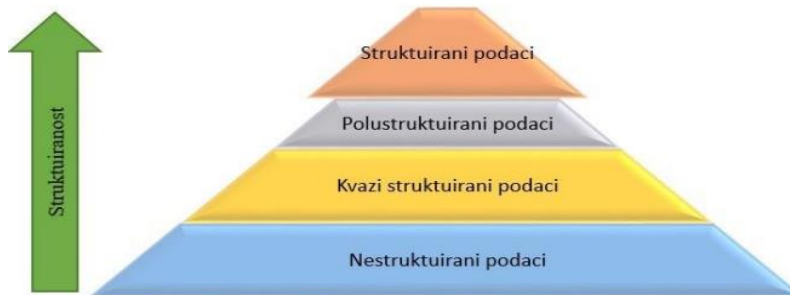 Struktuiranost
Struktuirani podaci
Polustruktuirani podaci
Kvazi struktuirani podaci
Nestruktuirani podaci